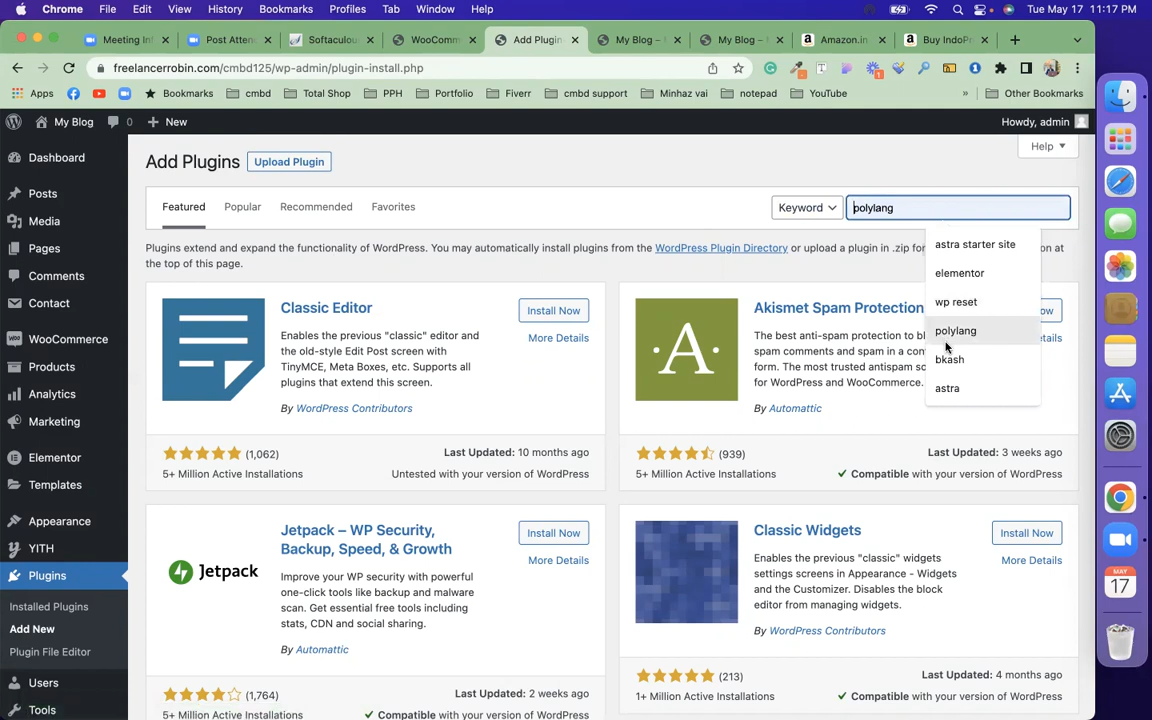 Chrome File Edit View History Bookmarks Profiles Tab Window Help Tue May 17 11:17 PM
Meeting In Post Atten Softaculous WooComm Add Plugin My Blog – My Blog – Amazon.in Buy IndoP
freelancerrobin.com/cmbd125/wp-admin/plugin-install.php
Apps Bookmarks cmbd Total Shop PPH Portfolio Fiverr cmbd support Minhaz vai notepad YouTube » Other Bookmarks
My Blog 0 + New Howdy, admin
Dashboard
Posts
Media
Pages
Comments
Contact
WooCommerce
Products
Analytics
Marketing
Elementor
Templates
Appearance
YITH
Plugins
Installed Plugins
Add New
Plugin File Editor
Users
Tools
Help
Add Plugins Upload Plugin
Featured Popular Recommended Favorites Keyword polylang
astra starter site
elementor
wp reset
polylang
bkash
astra
Plugins extend and expand the functionality of WordPress. You may automatically install plugins from the WordPress Plugin Directory or upload a plugin in .zip
the top of this page.
Classic Editor
Install Now
More Details
Enables the previous "classic" editor and
the old-style Edit Post screen with
TinyMCE, Meta Boxes, etc. Supports all
plugins that extend this screen.
By WordPress Contributors
(1,062) Last Updated: 10 months ago
5+ Million Active Installations Untested with your version of WordPress
A
Akismet Spam Protection
The best anti-spam protection to
spam comments and spam in a
form. The most trusted antispam
for WordPress and WooCommerce.
By Automattic
(939) Last Updated: 3 weeks ago
5+ Million Active Installations Compatible with your version of WordPress
Jetpack
Jetpack – WP Security,
Backup, Speed, & Growth
Install Now
More Details
Improve your WP security with powerful
one-click tools like backup and malware
scan. Get essential free tools including
stats, CDN and social sharing.
By Automattic
(1,764) Last Updated: 2 weeks ago
5+ Million Active Installations Compatible with your version of WordPress
Classic Widgets
Install Now
More Details
Enables the previous "classic" widgets
settings screens in Appearance - Widgets
and the Customizer. Disables the block
editor from managing widgets.
By WordPress Contributors
(213) Last Updated: 4 months ago
1+ Million Active Installations Compatible with your version of WordPress
MAY
17